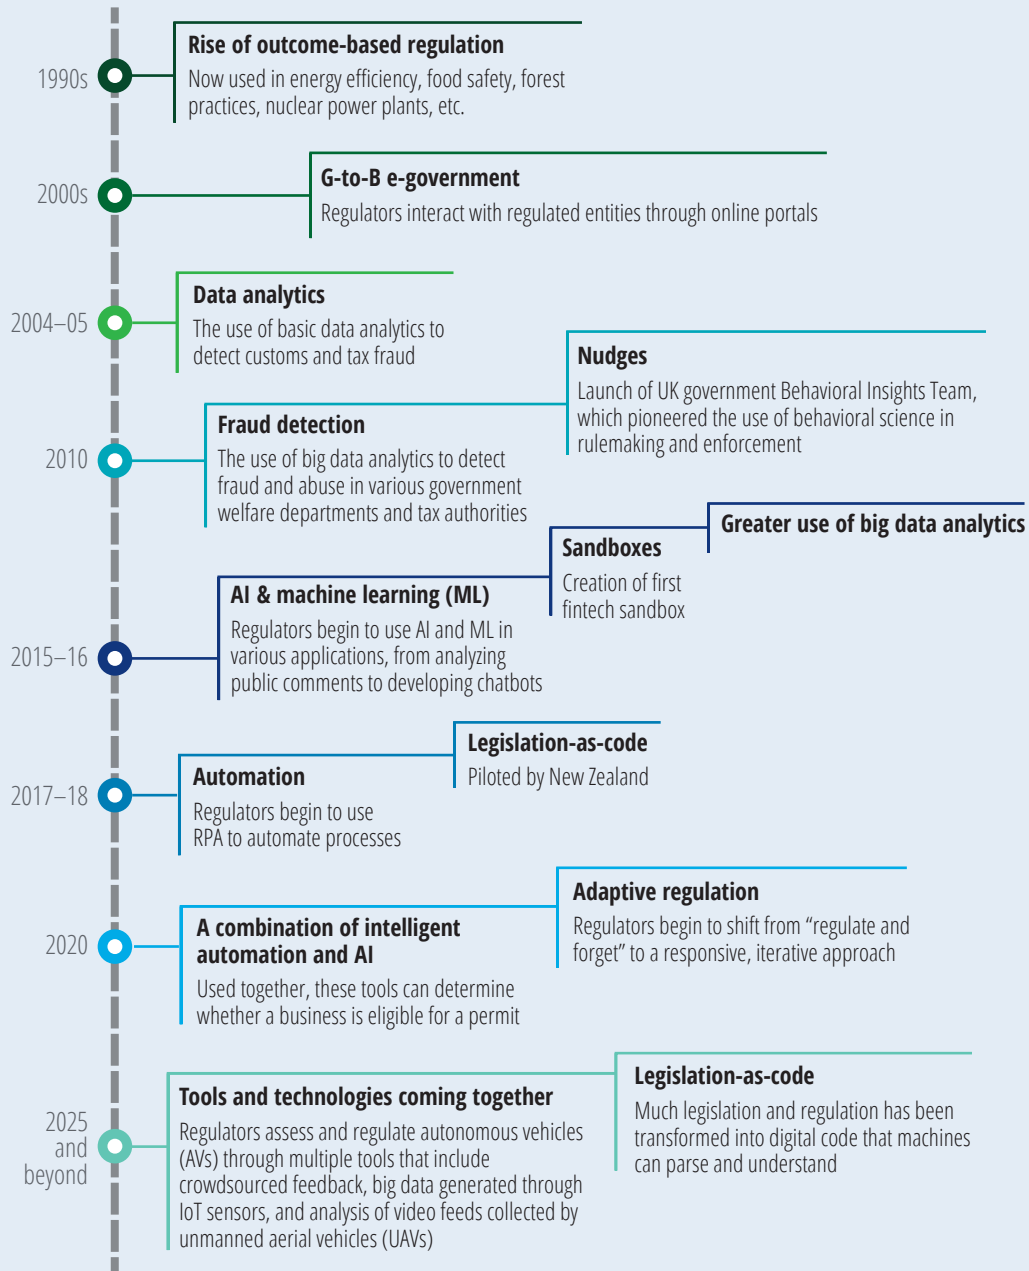 1990s
Rise of outcome-based regulation
Now used in energy efficiency, food safety, forest
practices, nuclear power plants, etc.
2000s
G-to-B e-government
Regulators interact with regulated entities through online portals
2004–05
Data analytics
The use of basic data analytics to
detect customs and tax fraud
2010
Fraud detection
The use of big data analytics to detect
fraud and abuse in various government
welfare departments and tax authorities
Nudges
Launch of UK government Behavioral Insights Team,
which pioneered the use of behavioral science in
rulemaking and enforcement
2015–16
AI & machine learning (ML)
Regulators begin to use AI and ML in
various applications, from analyzing
public comments to developing chatbots
Sandboxes
Creation of first
fintech sandbox
Greater use of big data analytics
2017–18
Automation
Regulators begin to use
RPA to automate processes
Legislation-as-code
Piloted by New Zealand
2020
A combination of intelligent
automation and AI
Used together, these tools can determine
whether a business is eligible for a permit
Adaptive regulation
Regulators begin to shift from “regulate and
forget” to a responsive, iterative approach
2025
and
beyond
Tools and technologies coming together
Regulators assess and regulate autonomous vehicles
(AVs) through multiple tools that include
crowdsourced feedback, big data generated through
IoT sensors, and analysis of video feeds collected by
unmanned aerial vehicles (UAVs)
Legislation-as-code
Much legislation and regulation has been
transformed into digital code that machines
can parse and understand